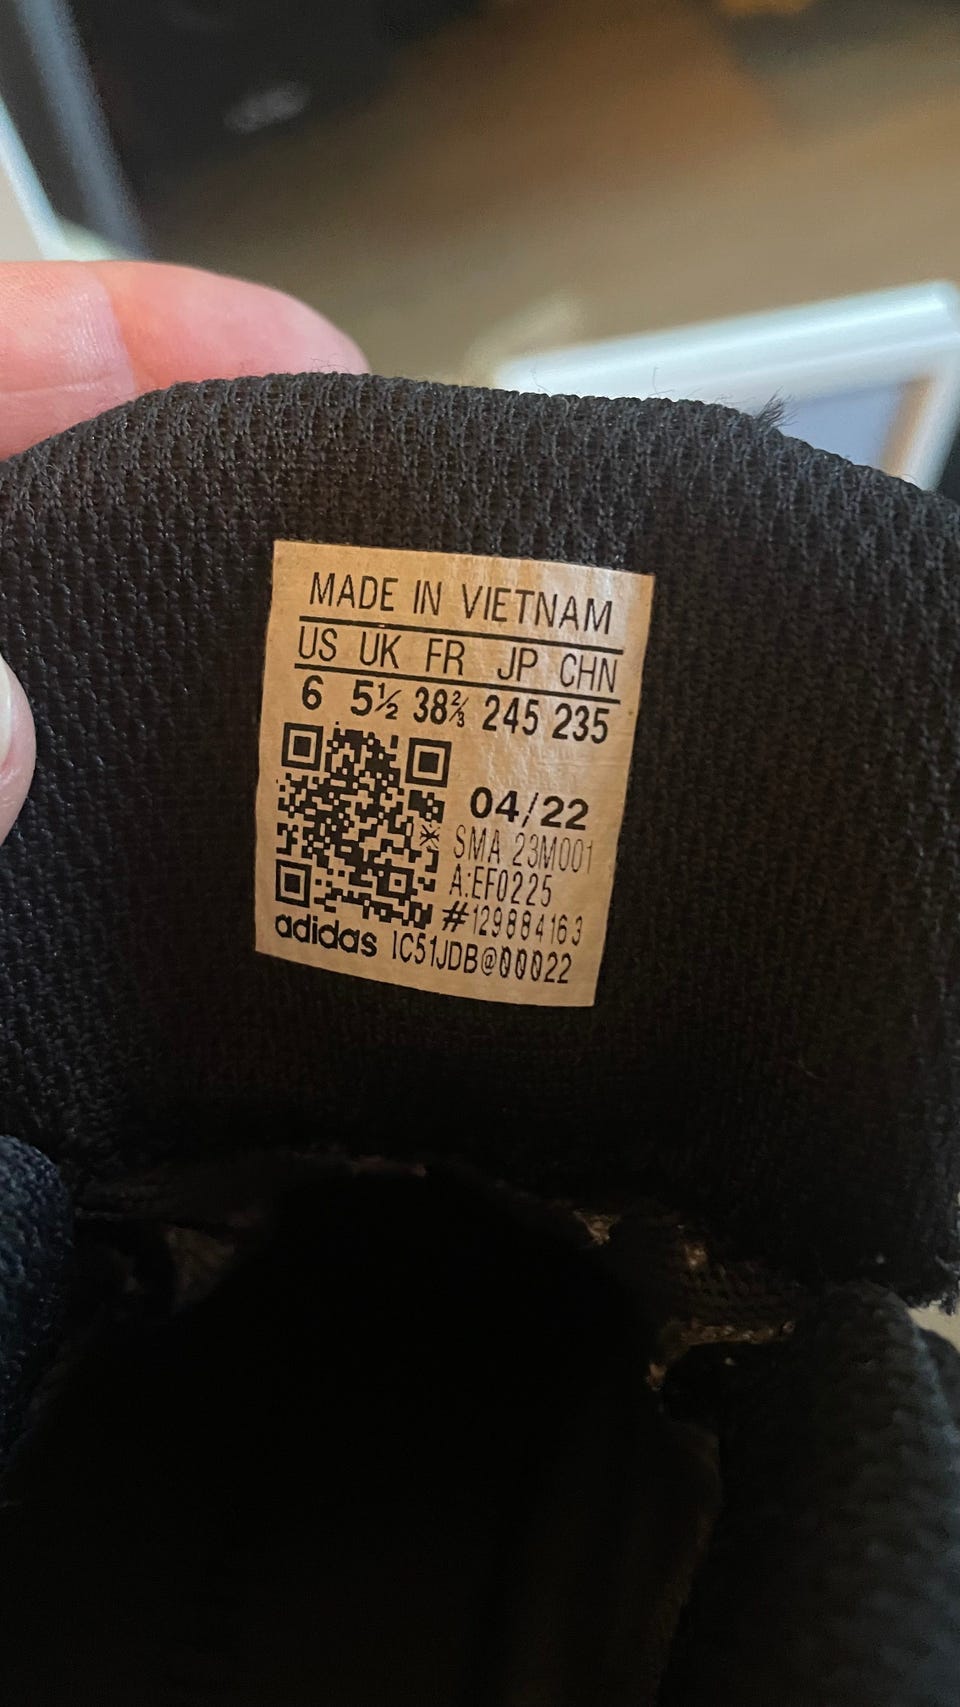 MADE IN VIETNAM
US UK FR JP CHN
6 5½ 38⅔ 245 235
04/22
SMA 23M001
A:EF0225
#129884163
adidas 1C51JDB@00022